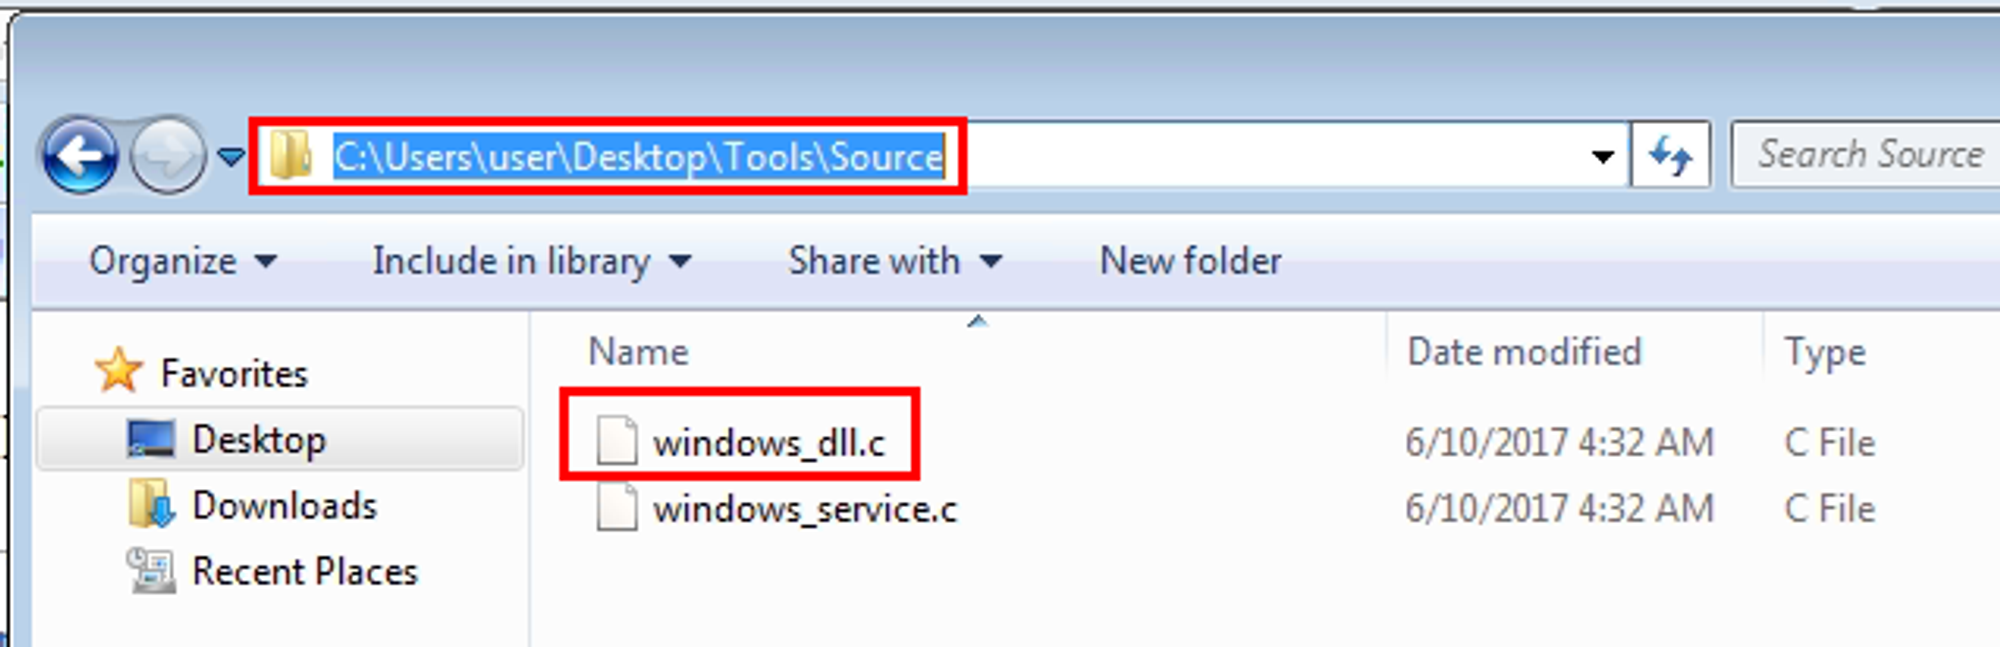 C:\Users\user\Desktop\Tools\Source
Search Source
Organize Include in library Share with New folder
Favorites
Desktop
Downloads
Recent Places
Name Date modified Type
windows_dll.c 6/10/2017 4:32 AM C File
windows_service.c 6/10/2017 4:32 AM C File